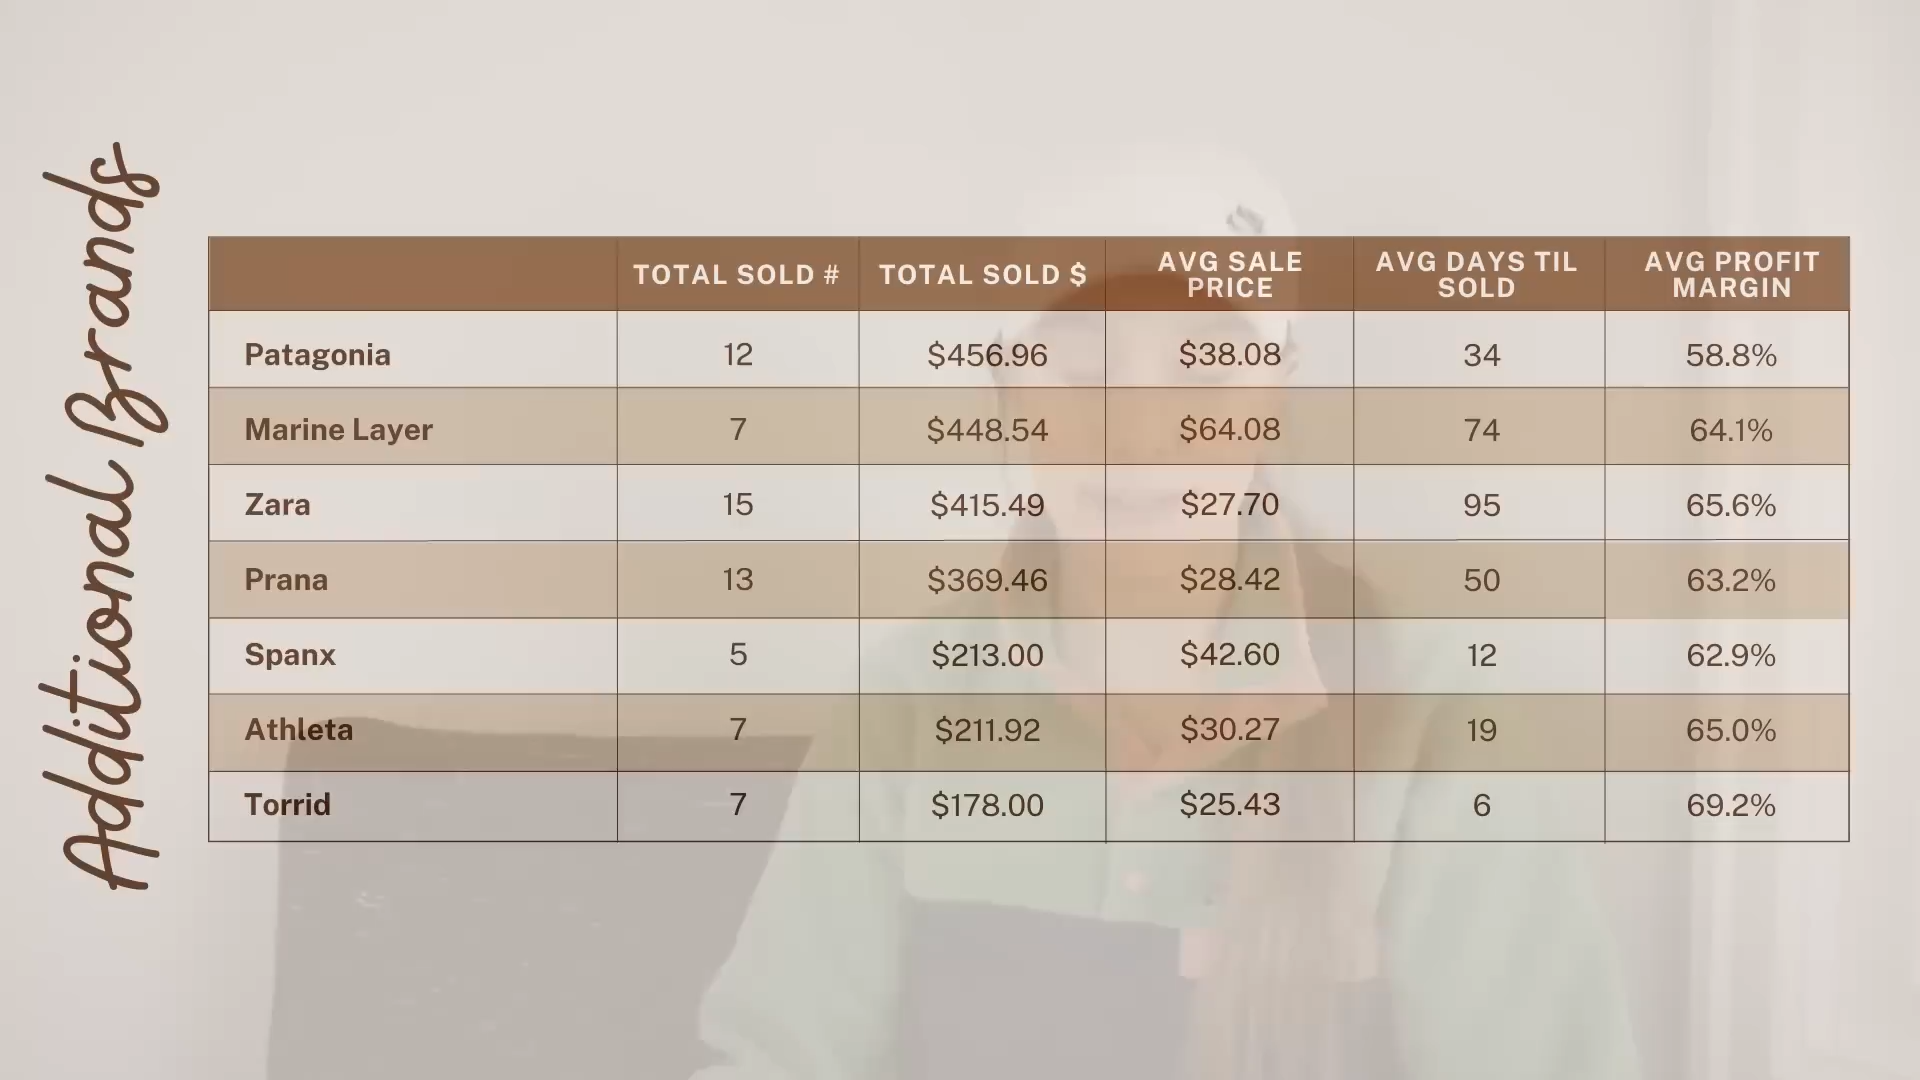 Additional Brands
TOTAL SOLD # TOTAL SOLD $ AVG SALE PRICE AVG DAYS TIL SOLD AVG PROFIT MARGIN
Patagonia 12 $456.96 $38.08 34 58.8%
Marine Layer 7 $448.54 $64.08 74 64.1%
Zara 15 $415.49 $27.70 95 65.6%
Prana 13 $369.46 $28.42 50 63.2%
Spanx 5 $213.00 $42.60 12 62.9%
Athleta 7 $211.92 $30.27 19 65.0%
Torrid 7 $178.00 $25.43 6 69.2%